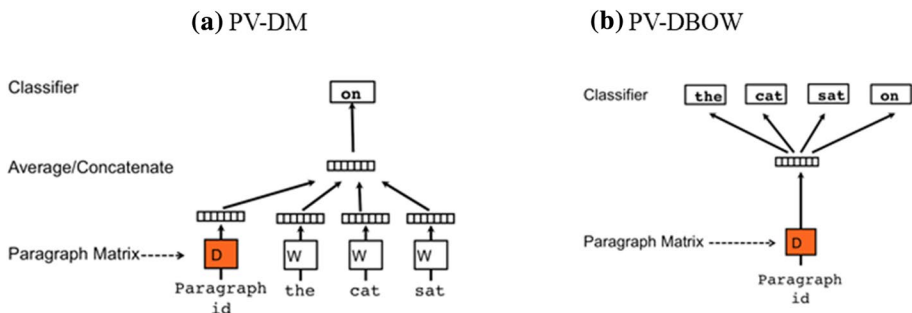 (a) PV-DM
Classifier
on
Average/Concatenate
Paragraph Matrix
D
W
W
W
Paragraph
id
the
cat
sat
(b) PV-DBOW
Classifier
the
cat
sat
on
Paragraph Matrix
D
Paragraph
id